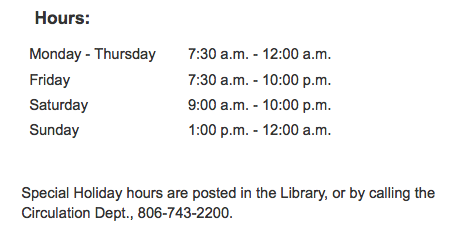 Hours:
Monday - Thursday 7:30 a.m. - 12:00 a.m.
Friday 7:30 a.m. - 10:00 p.m.
Saturday 9:00 a.m. - 10:00 p.m.
Sunday 1:00 p.m. - 12:00 a.m.
Special Holiday hours are posted in the Library, or by calling the
Circulation Dept., 806-743-2200.